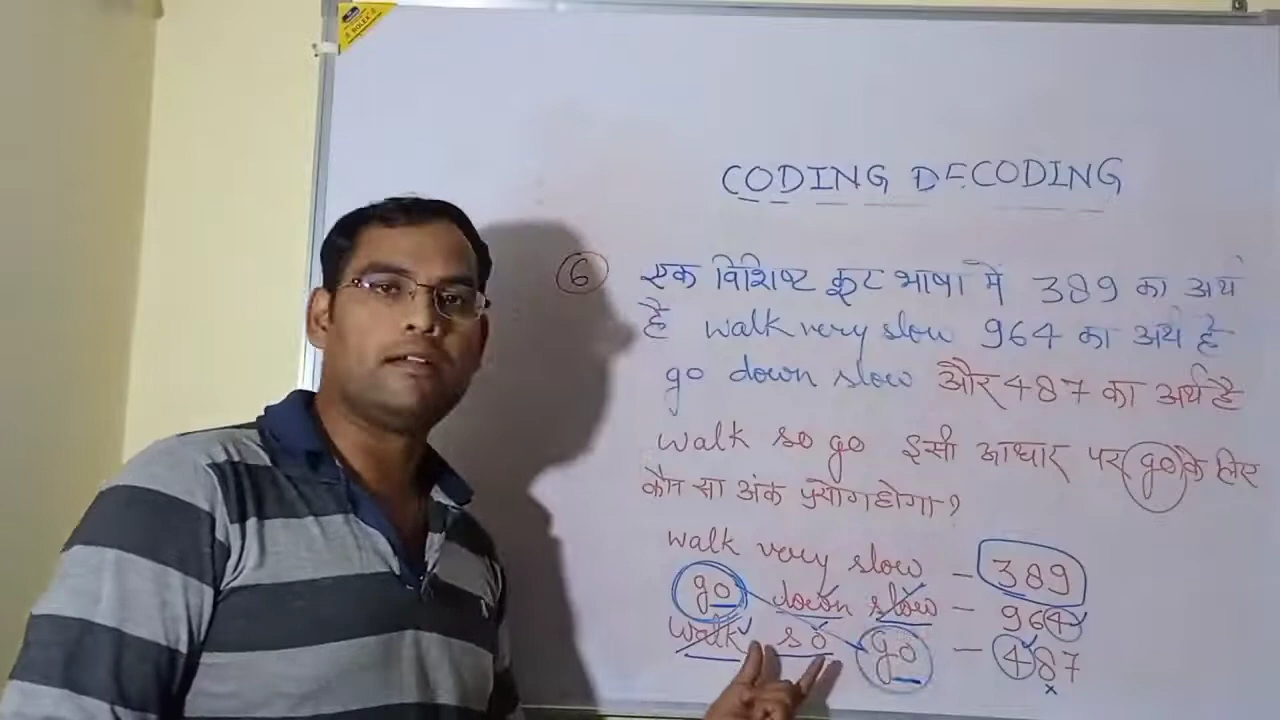 ROLEX
CODING DECODING
6 एक विशिष्ट कूट भाषा में 389 का अर्थ
है walk very slow 964 का अर्थ है
go down slow और 487 का अर्थ है
walk so go इसी आधार पर go के लिए
कौन सा अंक प्रयोग होगा?
walk very slow - 389
go down slow - 964
walk so go - 487
x